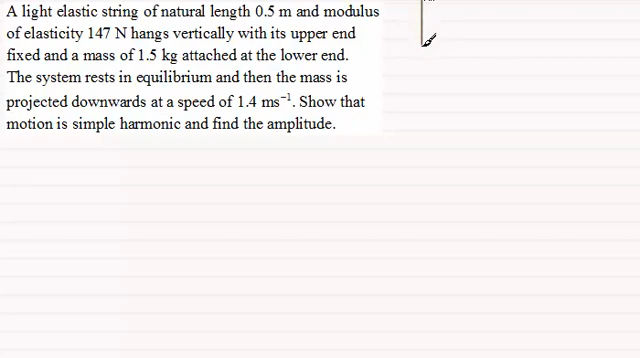 A light elastic string of natural length 0.5 m and modulus
of elasticity 147 N hangs vertically with its upper end
fixed and a mass of 1.5 kg attached at the lower end.
The system rests in equilibrium and then the mass is
projected downwards at a speed of 1.4 ms⁻¹. Show that
motion is simple harmonic and find the amplitude.